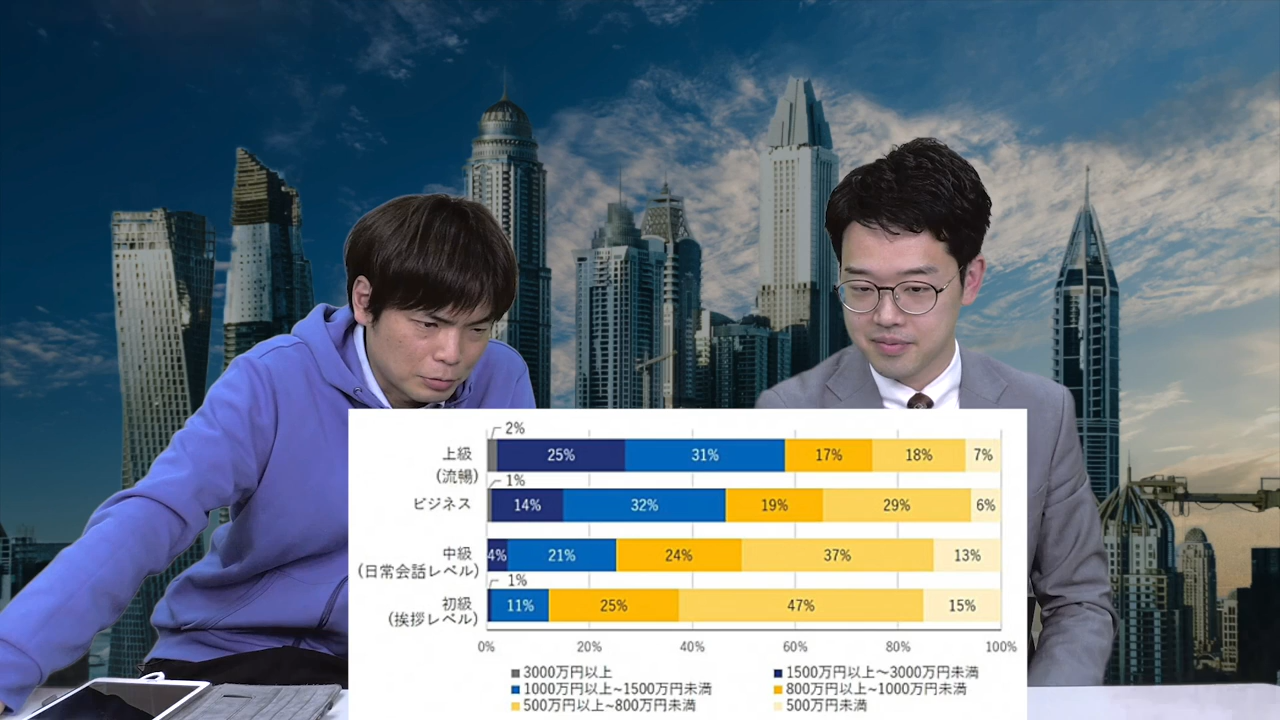 2%
上級
(流暢)
25% 31% 17% 18% 7%
1%
ビジネス
14% 32% 19% 29% 6%
中級
(日常会話レベル)
4% 21% 24% 37% 13%
1%
初級
(挨拶レベル)
11% 25% 47% 15%
0% 20% 40% 60% 80% 100%
3000万円以上 1500万円以上～3000万円未満
1000万円以上~1500万円未満 800万円以上~1000万円未満
500万円以上~800万円未満 500万円未満